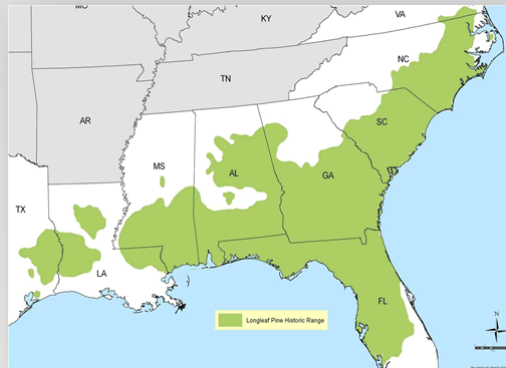 KY
VA
NC
TN
AR
SC
MS
AL
GA
TX
LA
FL
Longleaf Pine Historic Range
N